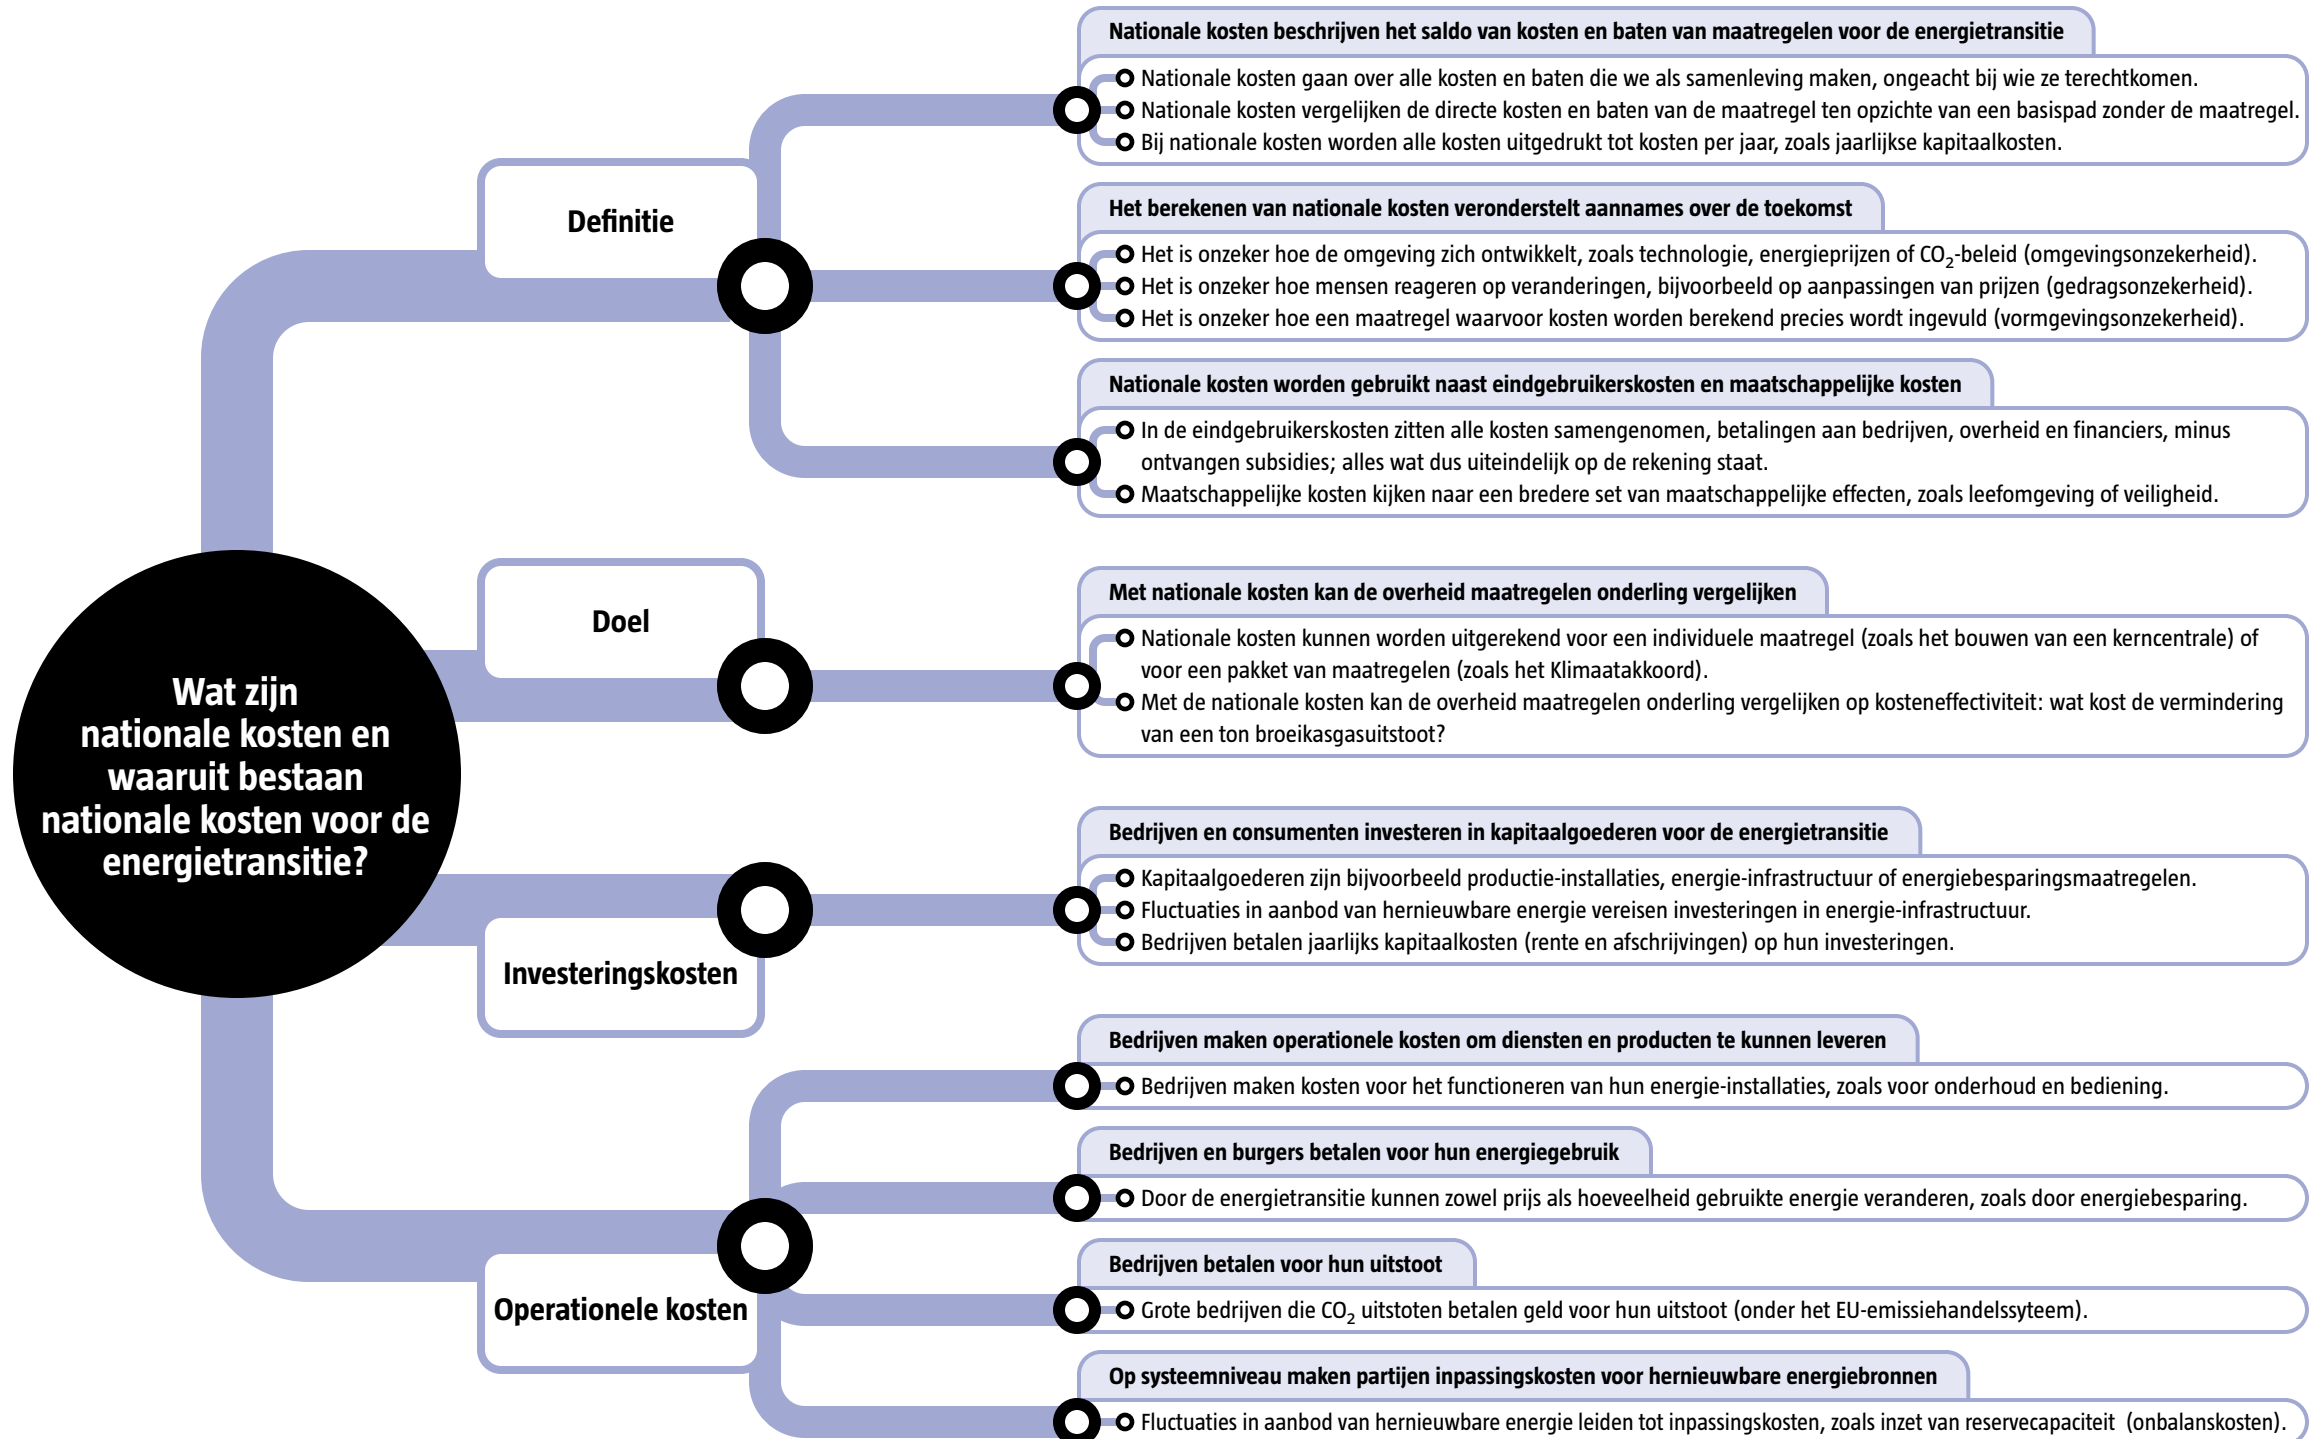 Wat zijn
nationale kosten en
waaruit bestaan
nationale kosten voor de
energietransitie?
Definitie
Nationale kosten beschrijven het saldo van kosten en baten van maatregelen voor de energietransitie
Nationale kosten gaan over alle kosten en baten die we als samenleving maken, ongeacht bij wie ze terechtkomen.
Nationale kosten vergelijken de directe kosten en baten van de maatregel ten opzichte van een basispad zonder de maatregel.
Bij nationale kosten worden alle kosten uitgedrukt tot kosten per jaar, zoals jaarlijkse kapitaalkosten.
Het berekenen van nationale kosten veronderstelt aannames over de toekomst
Het is onzeker hoe de omgeving zich ontwikkelt, zoals technologie, energieprijzen of CO₂-beleid (omgevingsonzekerheid).
Het is onzeker hoe mensen reageren op veranderingen, bijvoorbeeld op aanpassingen van prijzen (gedragsonzekerheid).
Het is onzeker hoe een maatregel waarvoor kosten worden berekend precies wordt ingevuld (vormgevingsonzekerheid).
Nationale kosten worden gebruikt naast eindgebruikerskosten en maatschappelijke kosten
In de eindgebruikerskosten zitten alle kosten samengenomen, betalingen aan bedrijven, overheid en financiers, minus
ontvangen subsidies; alles wat dus uiteindelijk op de rekening staat.
Maatschappelijke kosten kijken naar een bredere set van maatschappelijke effecten, zoals leefomgeving of veiligheid.
Doel
Met nationale kosten kan de overheid maatregelen onderling vergelijken
Nationale kosten kunnen worden uitgerekend voor een individuele maatregel (zoals het bouwen van een kerncentrale) of
voor een pakket van maatregelen (zoals het Klimaatakkoord).
Met de nationale kosten kan de overheid maatregelen onderling vergelijken op kosteneffectiviteit: wat kost de vermindering
van een ton broeikasgasuitstoot?
Investeringskosten
Bedrijven en consumenten investeren in kapitaalgoederen voor de energietransitie
Kapitaalgoederen zijn bijvoorbeeld productie-installaties, energie-infrastructuur of energiebesparingsmaatregelen.
Fluctuaties in aanbod van hernieuwbare energie vereisen investeringen in energie-infrastructuur.
Bedrijven betalen jaarlijks kapitaalkosten (rente en afschrijvingen) op hun investeringen.
Operationele kosten
Bedrijven maken operationele kosten om diensten en producten te kunnen leveren
Bedrijven maken kosten voor het functioneren van hun energie-installaties, zoals voor onderhoud en bediening.
Bedrijven en burgers betalen voor hun energiegebruik
Door de energietransitie kunnen zowel prijs als hoeveelheid gebruikte energie veranderen, zoals door energiebesparing.
Bedrijven betalen voor hun uitstoot
Grote bedrijven die CO₂ uitstoten betalen geld voor hun uitstoot (onder het EU-emissiehandelssyteem).
Op systeemniveau maken partijen inpassingskosten voor hernieuwbare energiebronnen
Fluctuaties in aanbod van hernieuwbare energie leiden tot inpassingskosten, zoals inzet van reservecapaciteit (onbalanskosten).